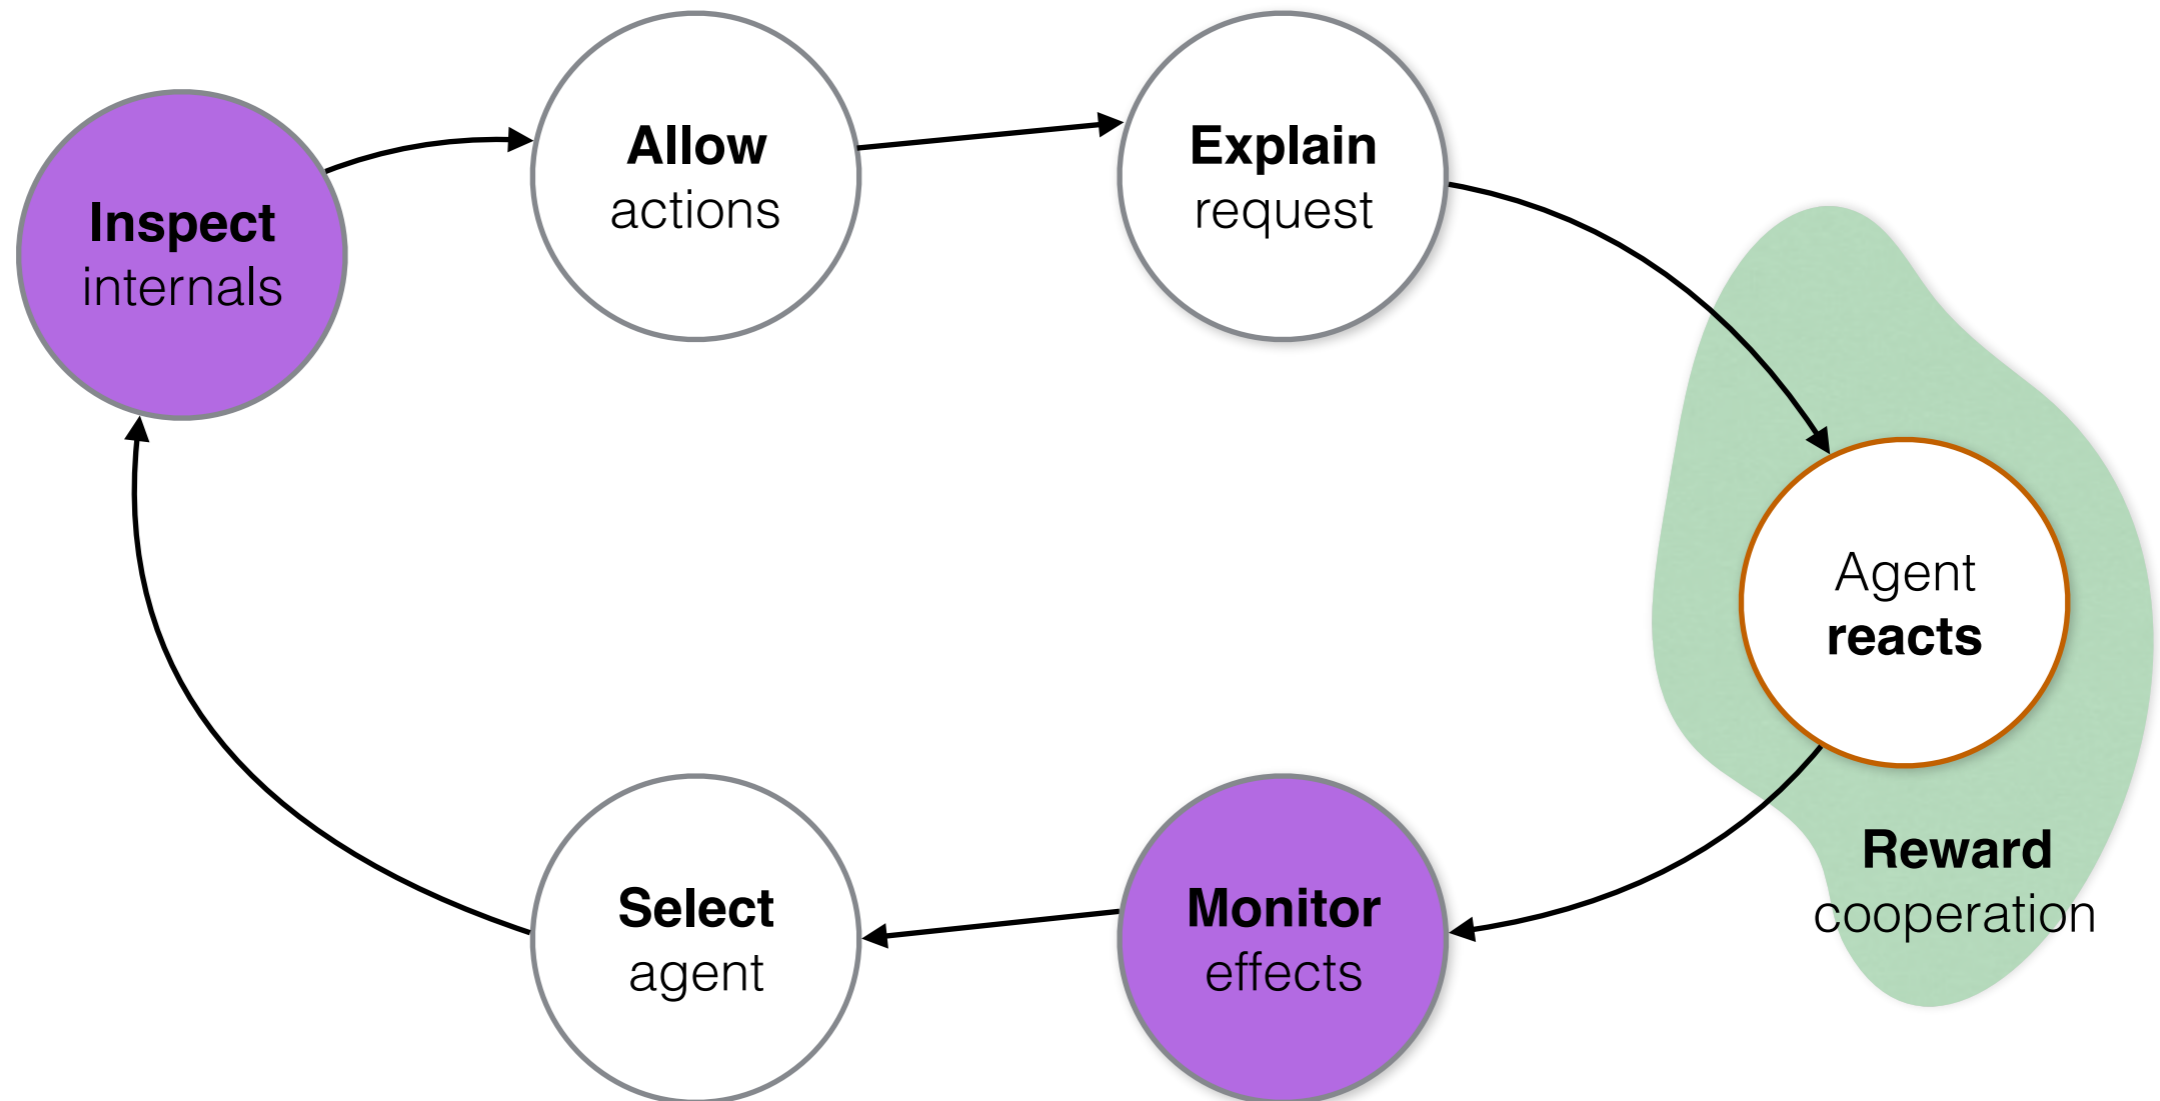 Inspect
internals
Allow
actions
Explain
request
Agent
reacts
Reward
cooperation
Monitor
effects
Select
agent